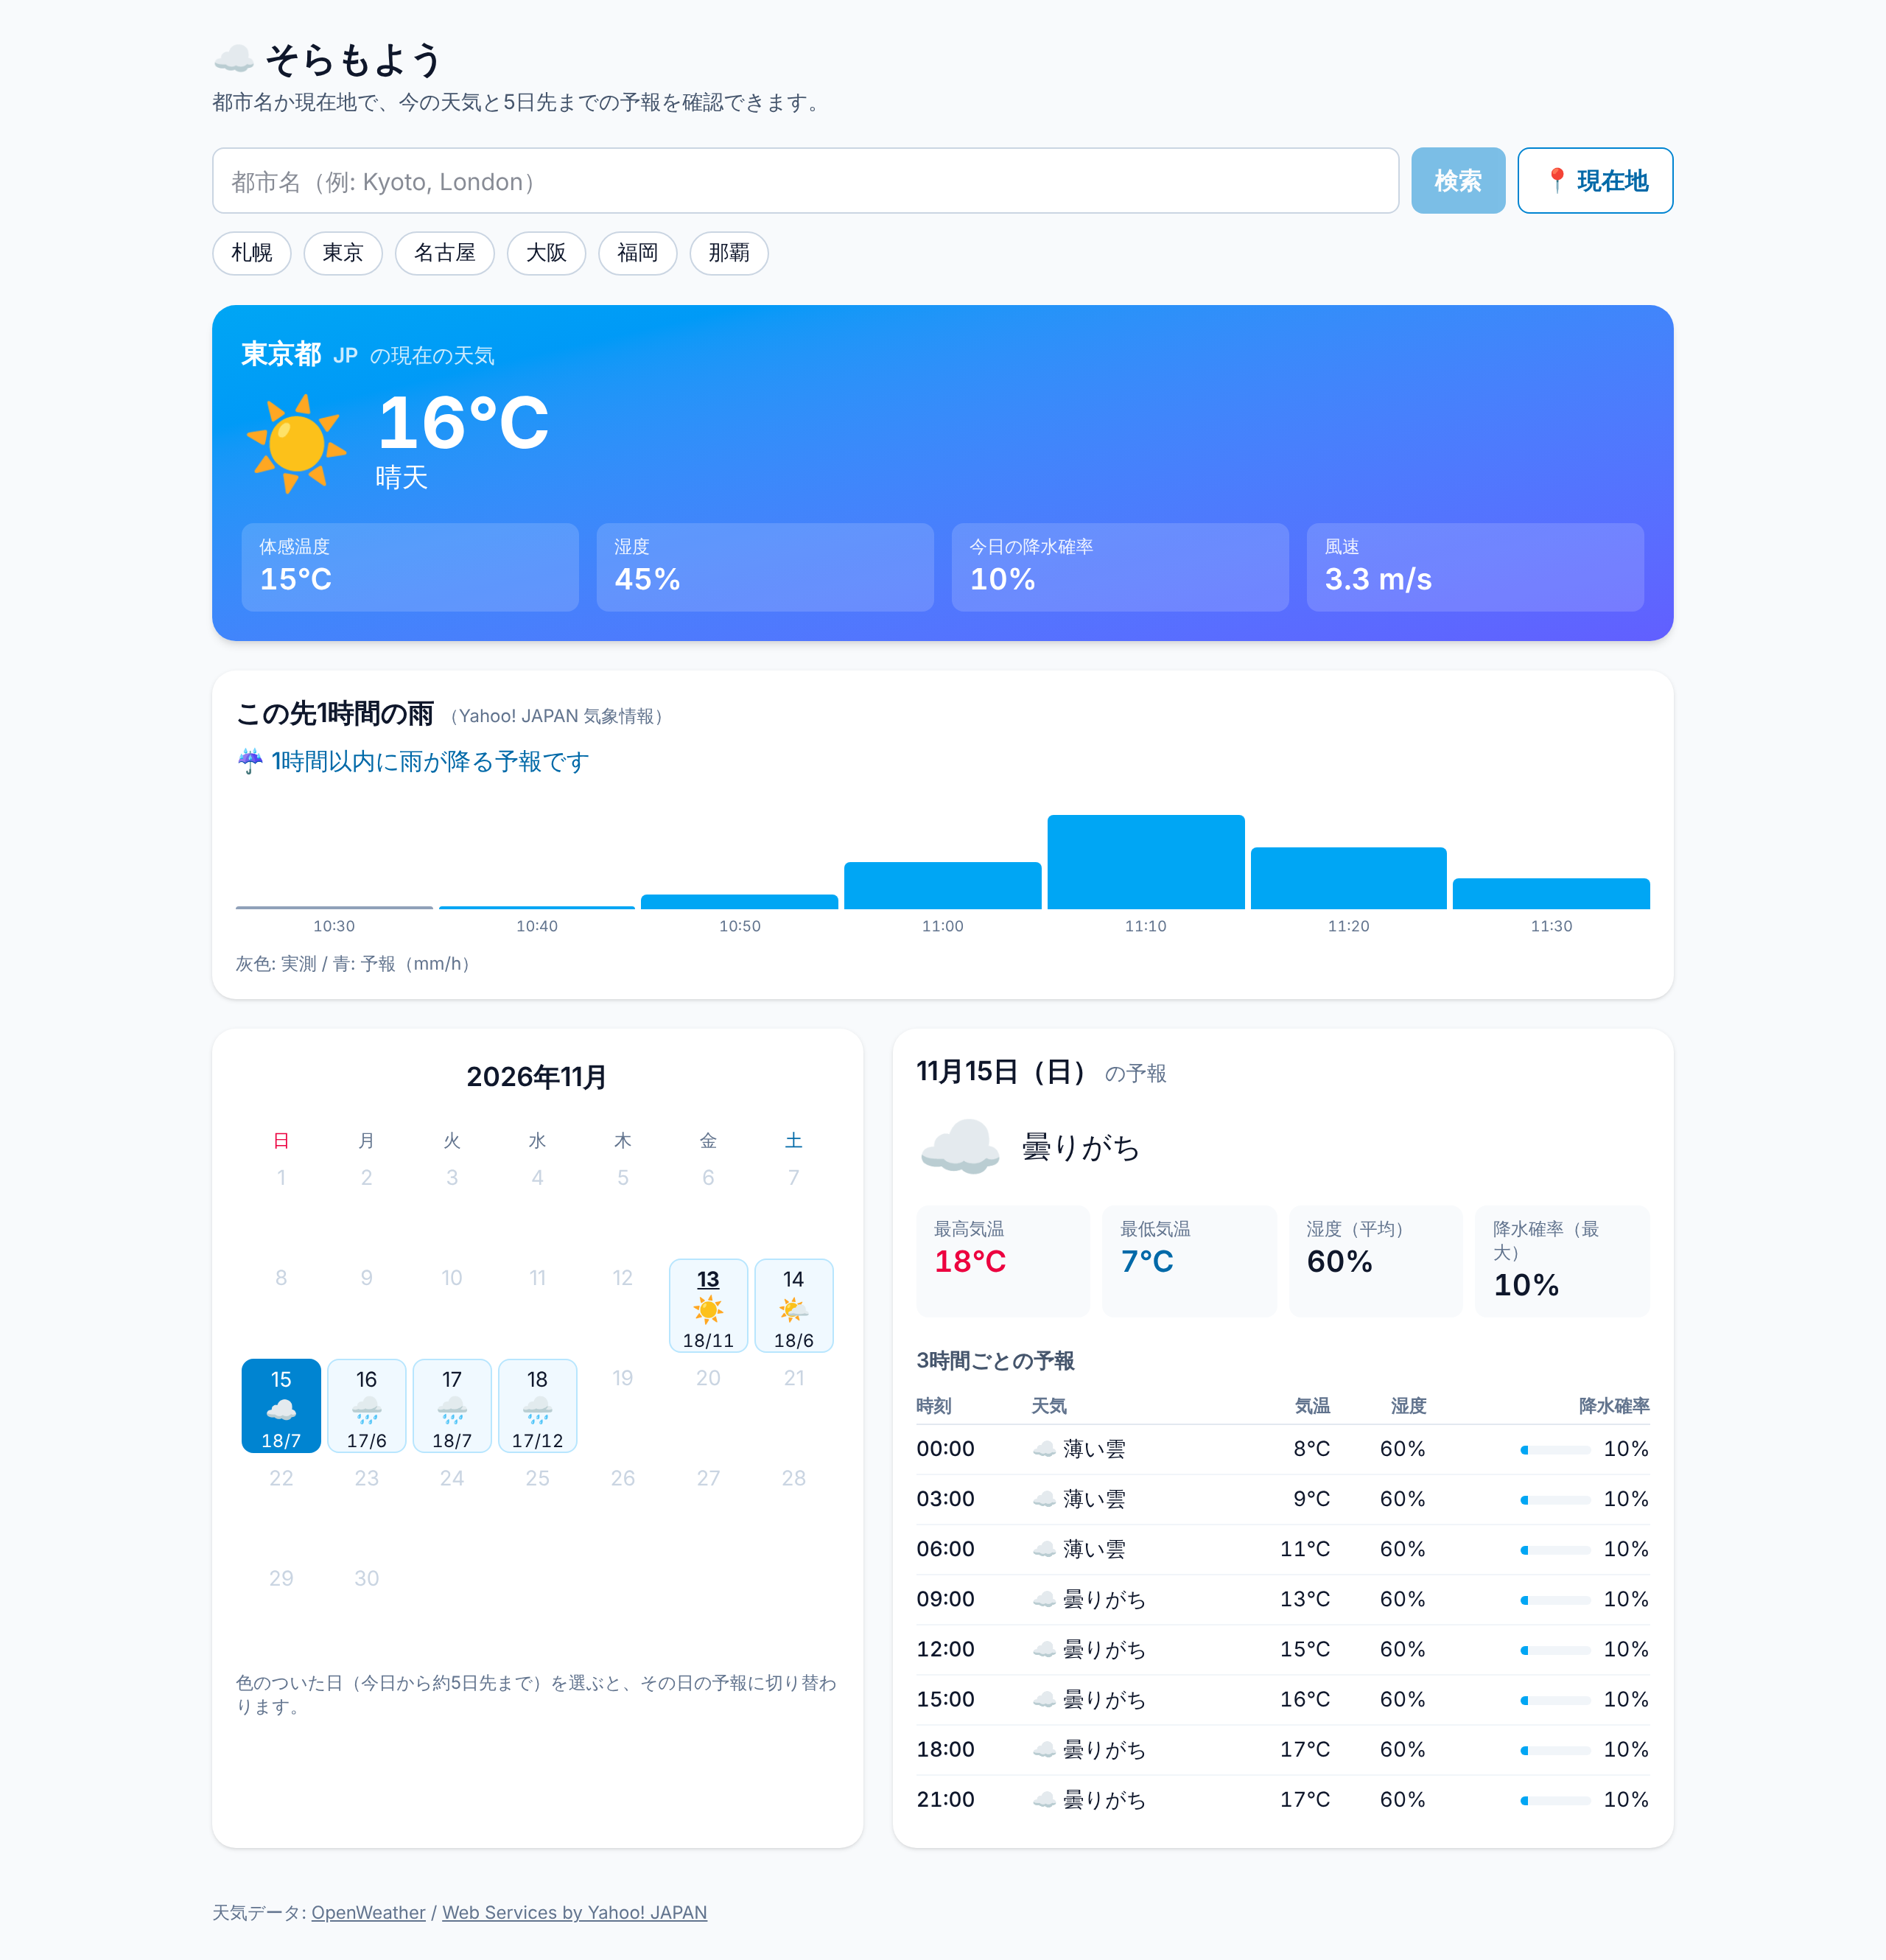 そらもよう
都市名か現在地で、今の天気と5日先までの予報を確認できます。
都市名（例: Kyoto, London）
検索
現在地
札幌 東京 名古屋 大阪 福岡 那覇
東京都 JP の現在の天気
16°C
晴天
体感温度 湿度 今日の降水確率 風速
15°C 45% 10% 3.3 m/s
この先1時間の雨 （Yahoo! JAPAN 気象情報）
1時間以内に雨が降る予報です
10:30 10:40 10:50 11:00 11:10 11:20 11:30
灰色: 実測 / 青: 予報（mm/h）
2026年11月
日 月 火 水 木 金 土
1 2 3 4 5 6 7
8 9 10 11 12 13 14
18/11 18/6
15 16 17 18 19 20 21
18/7 17/6 18/7 17/12
22 23 24 25 26 27 28
29 30
色のついた日（今日から約5日先まで）を選ぶと、その日の予報に切り替わ
ります。
11月15日（日） の予報
曇りがち
最高気温
18°C
最低気温
7°C
湿度（平均）
60%
降水確率（最
大）
10%
3時間ごとの予報
時刻 天気 気温 湿度 降水確率
00:00 薄い雲 8°C 60% 10%
03:00 薄い雲 9°C 60% 10%
06:00 薄い雲 11°C 60% 10%
09:00 曇りがち 13°C 60% 10%
12:00 曇りがち 15°C 60% 10%
15:00 曇りがち 16°C 60% 10%
18:00 曇りがち 17°C 60% 10%
21:00 曇りがち 17°C 60% 10%
天気データ: OpenWeather / Web Services by Yahoo! JAPAN